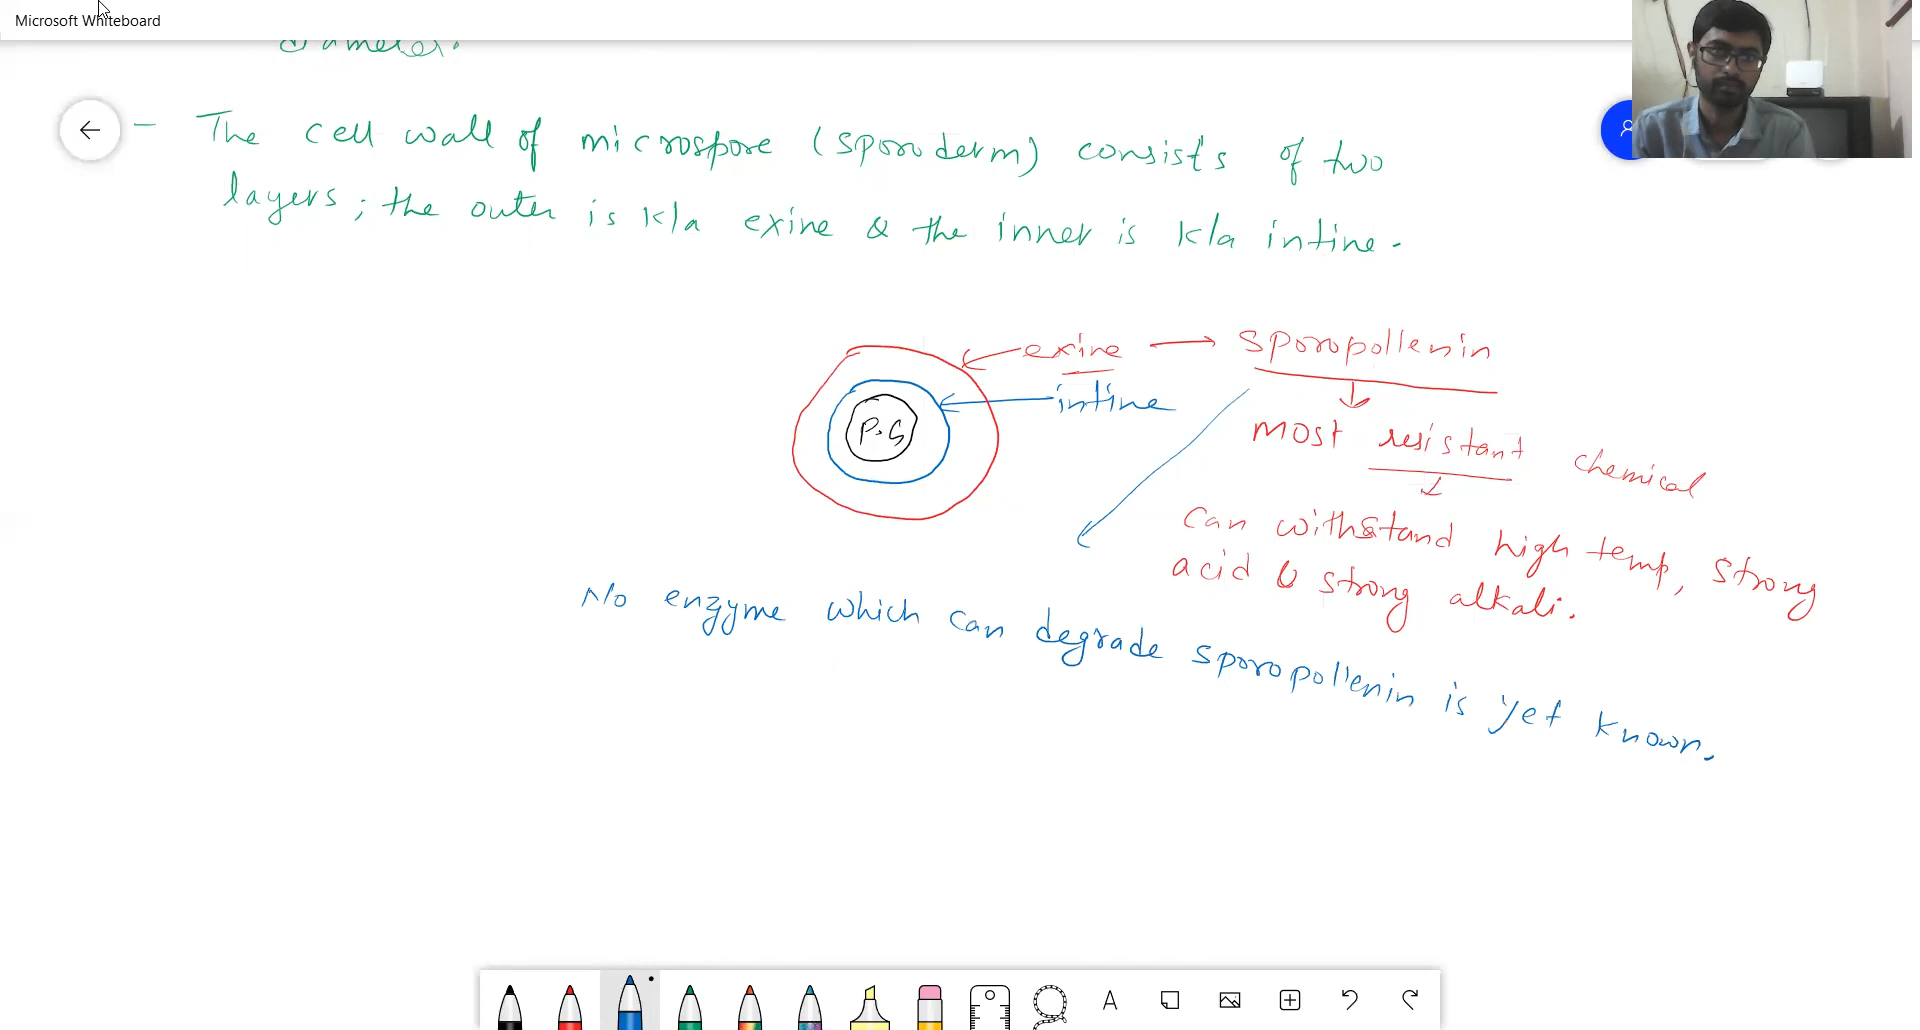 Microsoft Whiteboard
diameter.
- The cell wall of microspore (sporoderm) consists of two
layers; the outer is k/a exine & the inner is k/a intine.
exine → sporopollenin
intine
P.G
most resistant chemical
can withstand high temp, strong
acid & strong alkali.
No enzyme which can degrade sporopollenin is yet known.
A